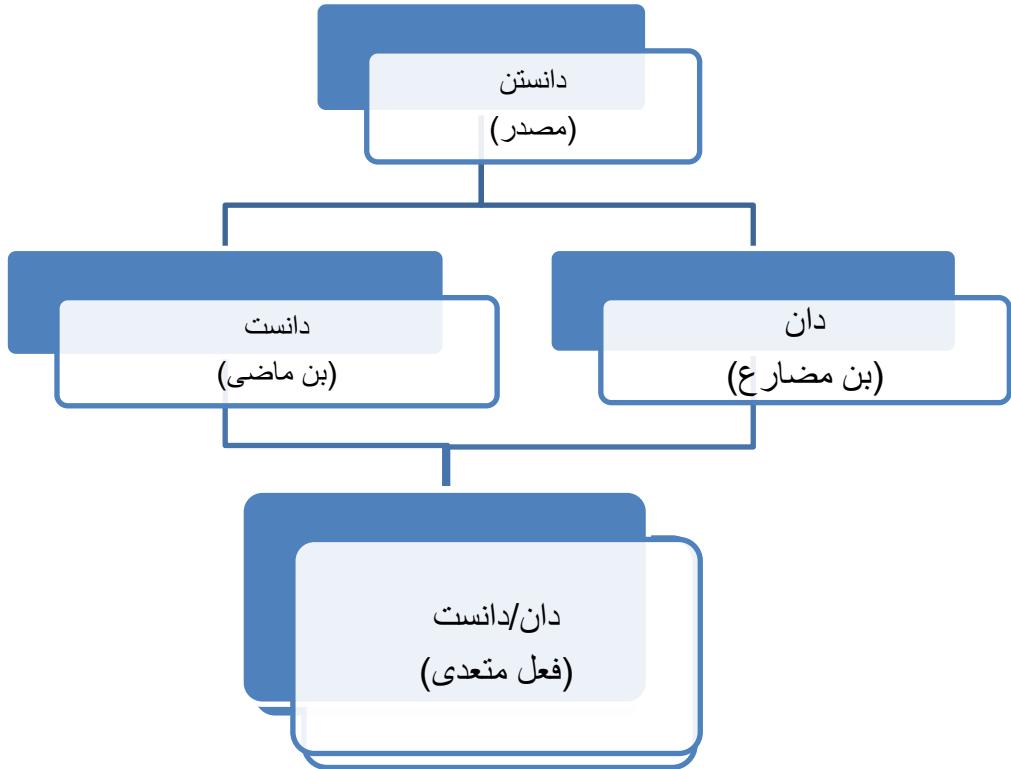 دانستن
(مصدر)
دان
(بن مضارع)
دانست
(بن ماضی)
دان/دانست
(فعل متعدی)